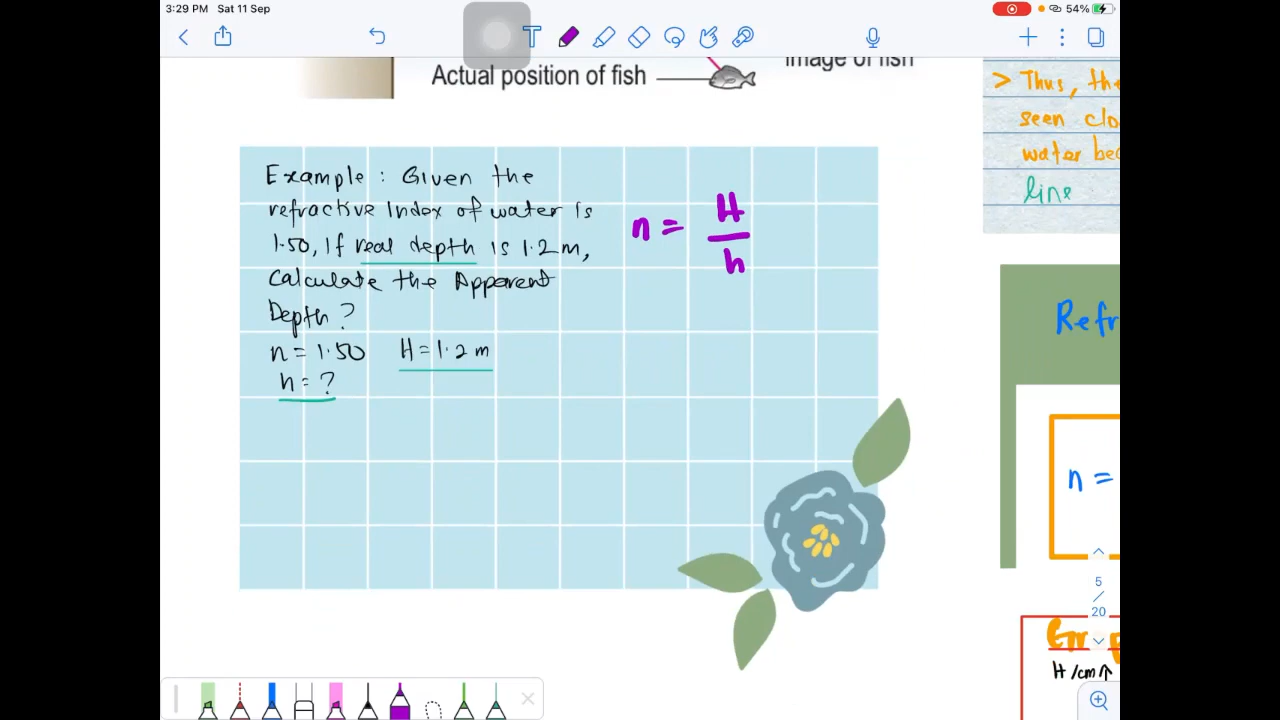 3:29 PM Sat 11 Sep
54%
Actual position of fish
image of fish
> Thus, the
seen clo
water bec
line
Example : Given the
refractive Index of water is
1.50, If real depth is 1.2 m,
Calculate the Apparent
Depth ?
n = 1.50 H = 1.2 m
h = ?
n = H
h
Refr
n =
5
/
20
H /cm ↑